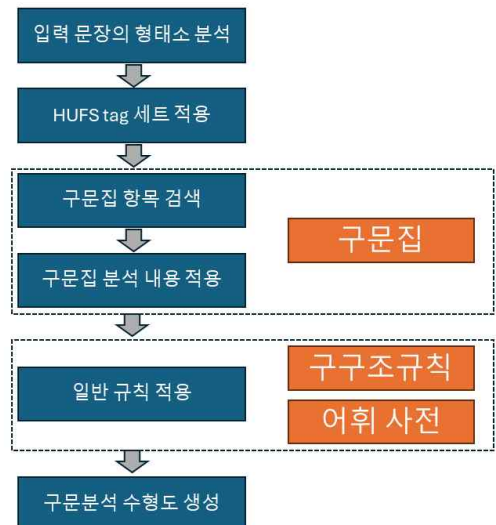 입력 문장의 형태소 분석
HUFS tag 세트 적용
구문집 항목 검색
구문집
구문집 분석 내용 적용
구구조규칙
일반 규칙 적용
어휘 사전
구문분석 수형도 생성